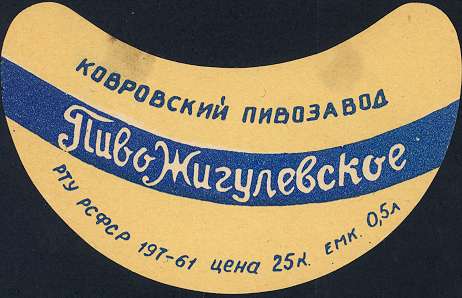 КОВРОВСКИЙ ПИВОЗАВОД
Пиво Жигулевское
РТУ РСФСР 197-61 цена 25к. ЕМК. 0,5л